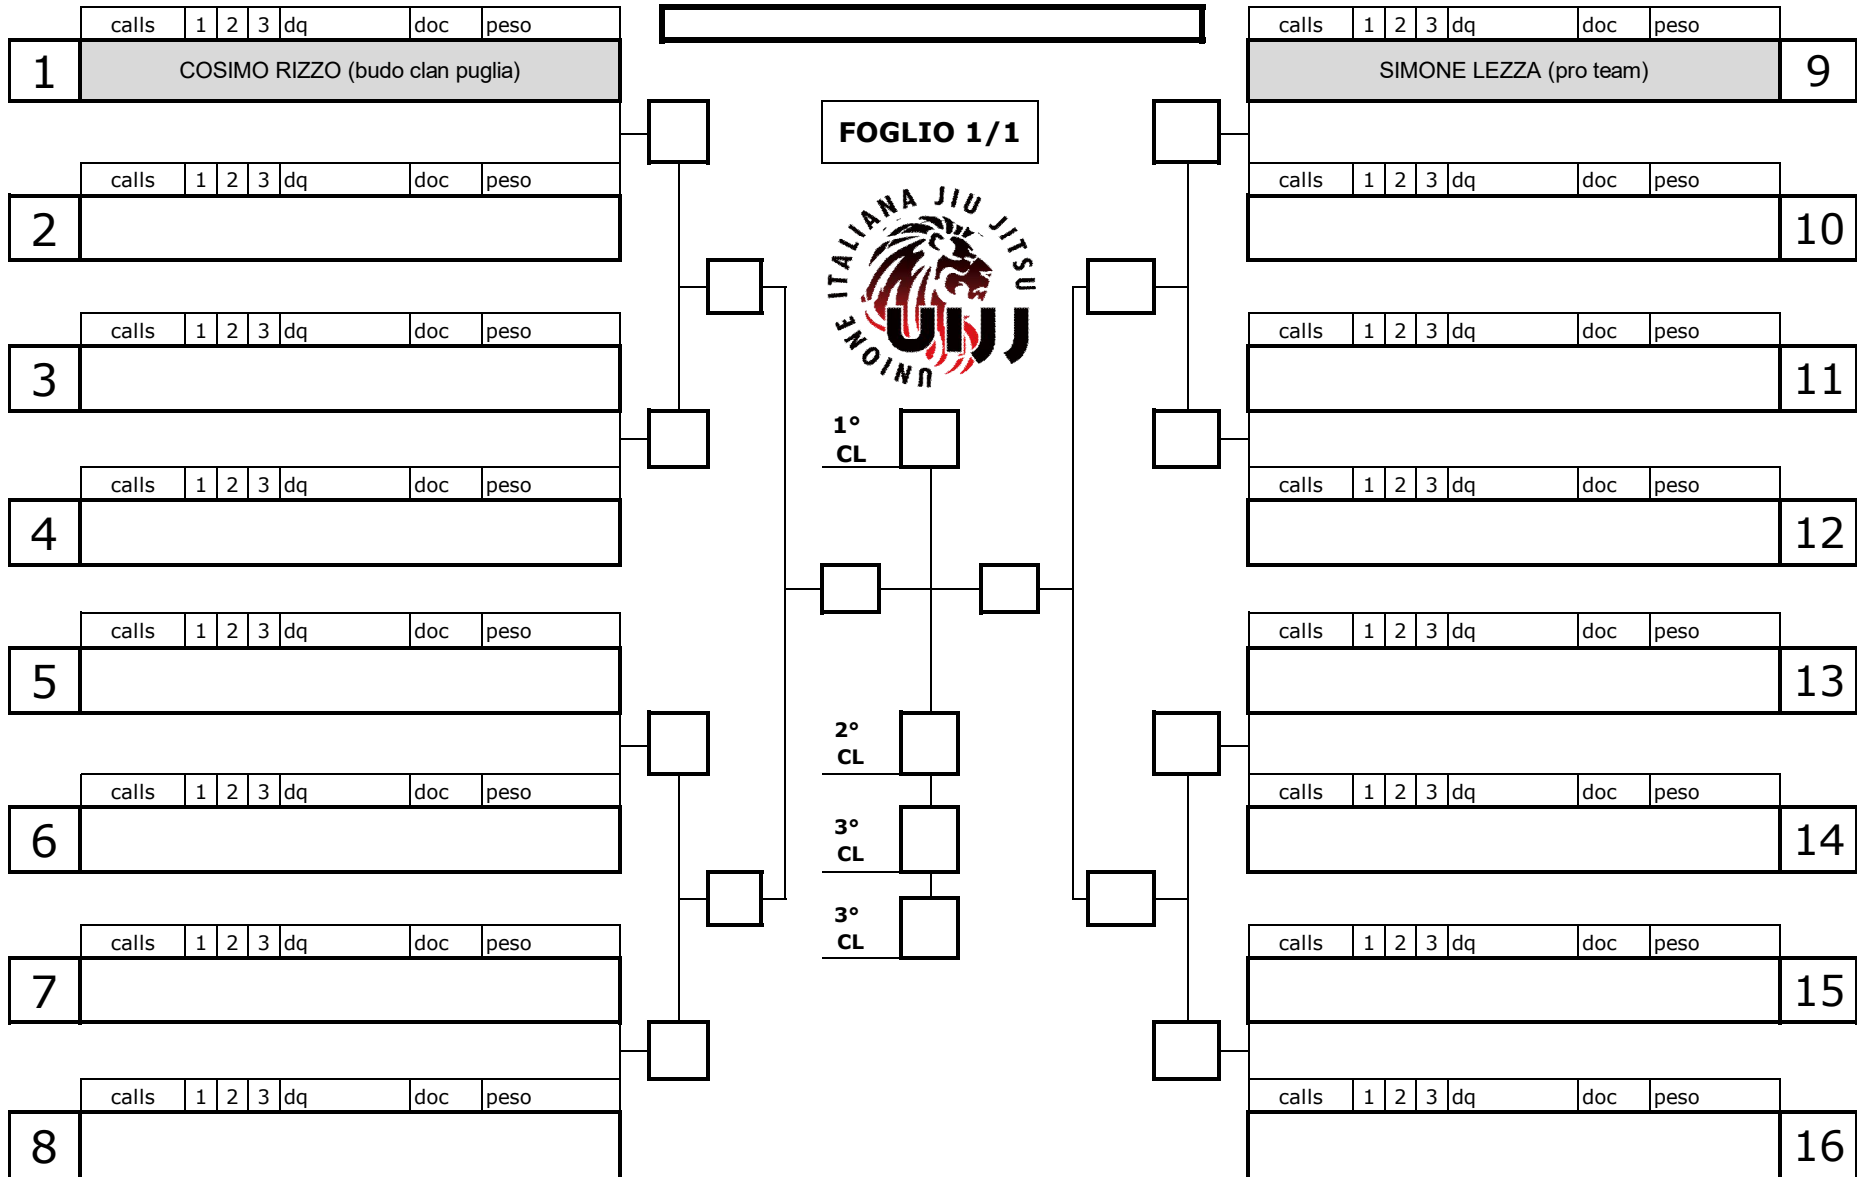 calls 1 2 3 dq doc peso
1 COSIMO RIZZO (budo clan puglia)
calls 1 2 3 dq doc peso
2
calls 1 2 3 dq doc peso
3
calls 1 2 3 dq doc peso
4
calls 1 2 3 dq doc peso
5
calls 1 2 3 dq doc peso
6
calls 1 2 3 dq doc peso
7
calls 1 2 3 dq doc peso
8
FOGLIO 1/1
UNIONE ITALIANA JIU JITSU
UIJJ
1°
CL
2°
CL
3°
CL
3°
CL
calls 1 2 3 dq doc peso
SIMONE LEZZA (pro team) 9
calls 1 2 3 dq doc peso
10
calls 1 2 3 dq doc peso
11
calls 1 2 3 dq doc peso
12
calls 1 2 3 dq doc peso
13
calls 1 2 3 dq doc peso
14
calls 1 2 3 dq doc peso
15
calls 1 2 3 dq doc peso
16